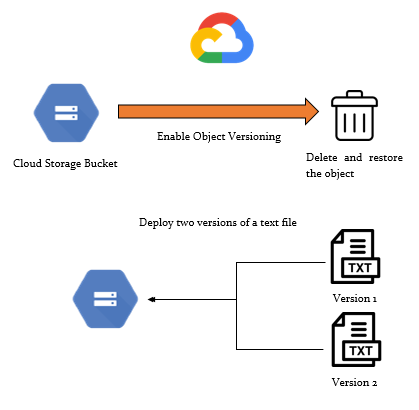 Enable Object Versioning
Cloud Storage Bucket
Delete and restore
the object
Deploy two versions of a text file
TXT
Version 1
TXT
Version 2